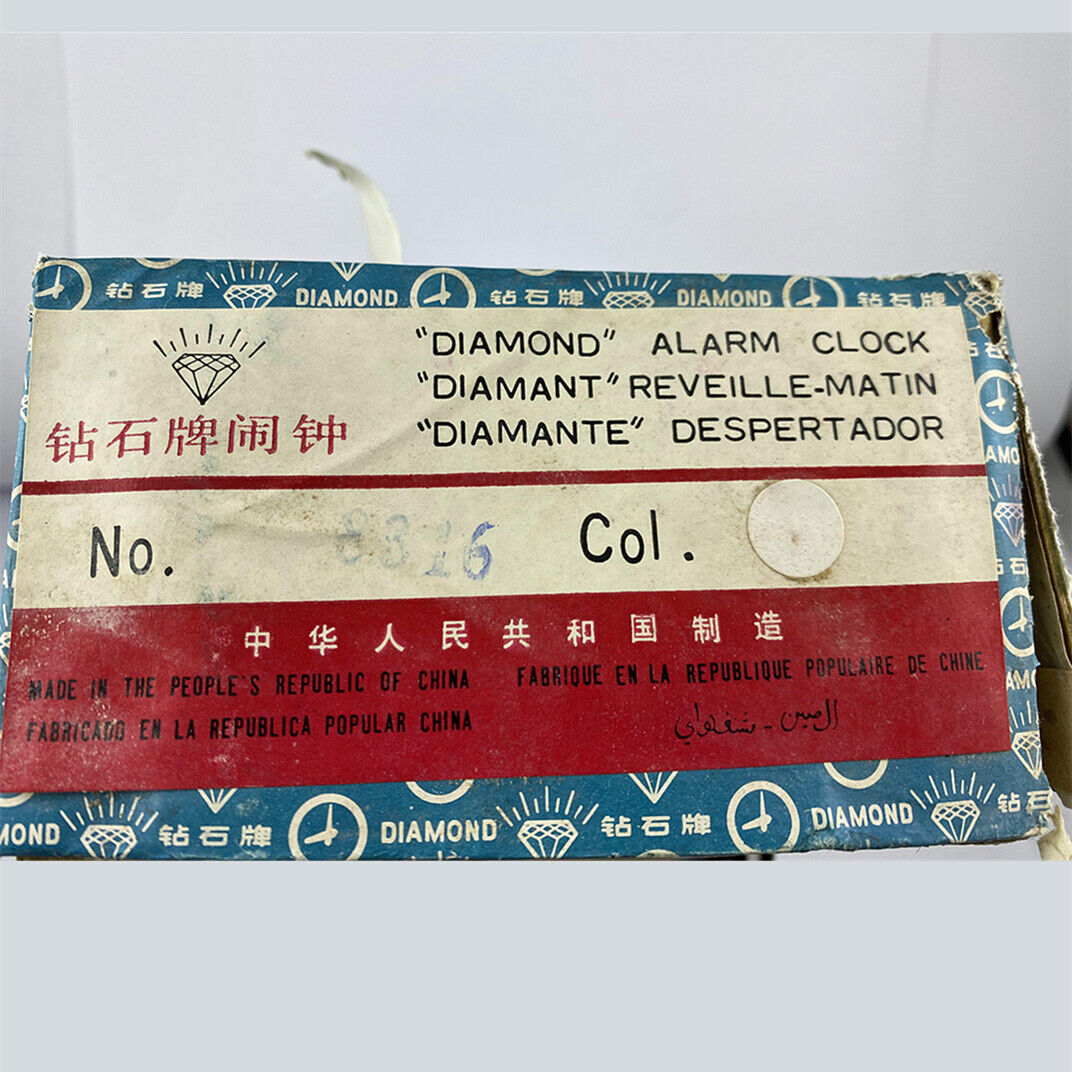 钻石牌 DIAMOND 钻石牌 DIAMOND 钻石牌
"DIAMOND" ALARM CLOCK
"DIAMANT" REVEILLE-MATIN
"DIAMANTE" DESPERTADOR
钻石牌闹钟
No. 8316 Col.
中华人民共和国制造
MADE IN THE PEOPLE'S REPUBLIC OF CHINA
FABRIQUE EN LA REPUBLIQUE POPULAIRE DE CHINE
FABRICADO EN LA REPUBLICA POPULAR CHINA
الصين - شنغهاي
MOND 钻石牌 DIAMOND 钻石牌 DIAMOND 钻石